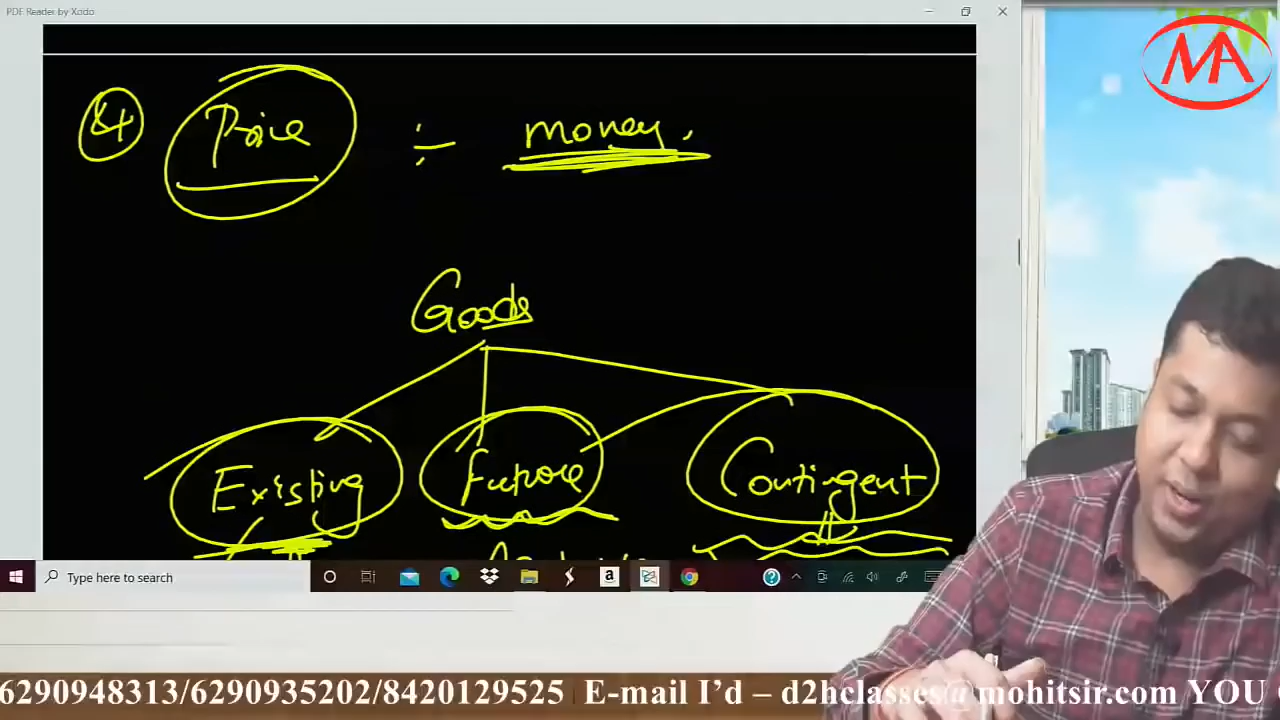 PDF Reader by Xodo
MA
Price ÷ money.
Goods
Existing Future Contingent
Type here to search
6290948313/6290935202/8420129525 | E-mail I'd – d2hclasses@mohitsir.com YOU